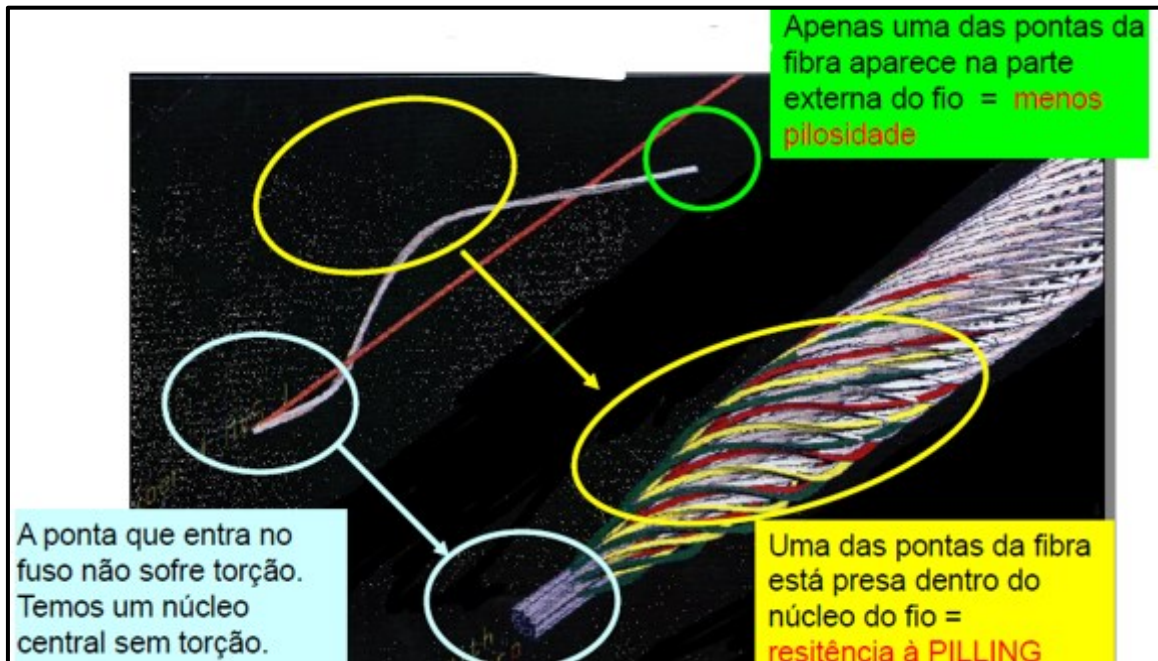 Apenas uma das pontas da
fibra aparece na parte
externa do fio = menos
pilosidade
A ponta que entra no
fuso não sofre torção.
Temos um núcleo
central sem torção.
Uma das pontas da fibra
está presa dentro do
núcleo do fio =
resitência à PILLING